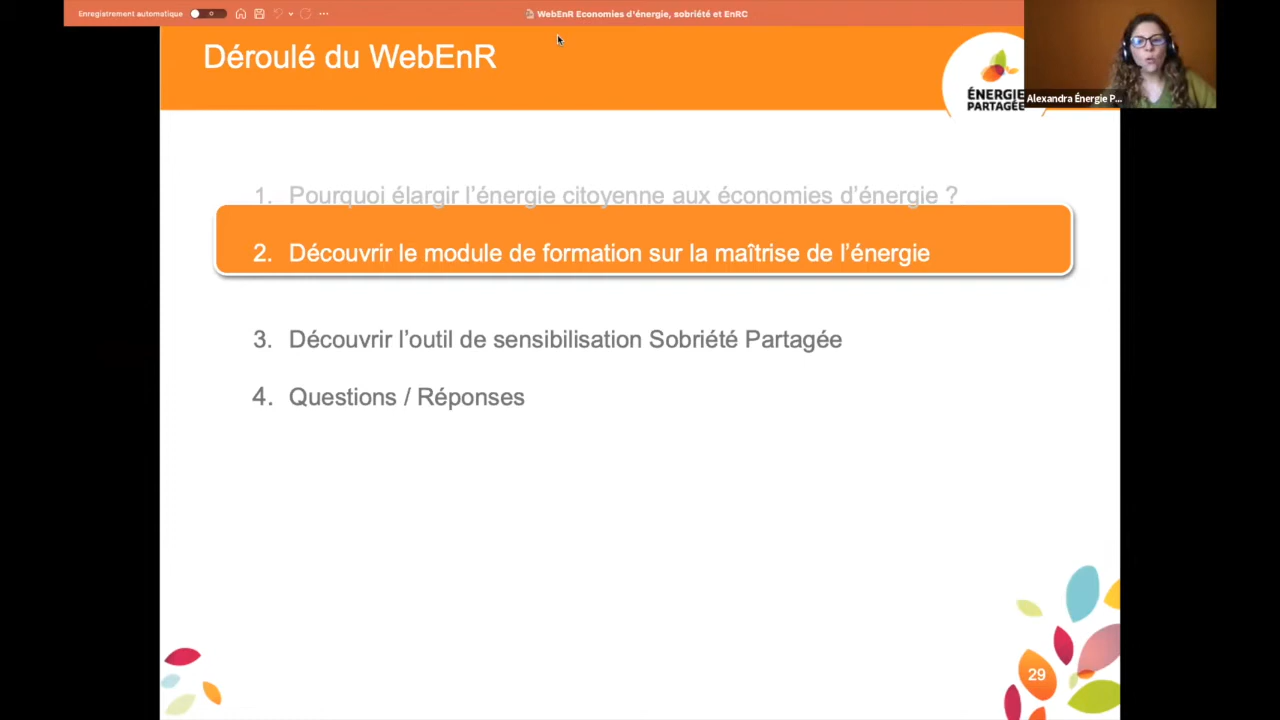 Enregistrement automatique
WebEnR Economies d'énergie, sobriété et EnRC
Déroulé du WebEnR
ÉNERGIE
PARTAGÉE
Alexandra Énergie P...
1. Pourquoi élargir l'énergie citoyenne aux économies d'énergie ?
2. Découvrir le module de formation sur la maîtrise de l'énergie
3. Découvrir l'outil de sensibilisation Sobriété Partagée
4. Questions / Réponses
29